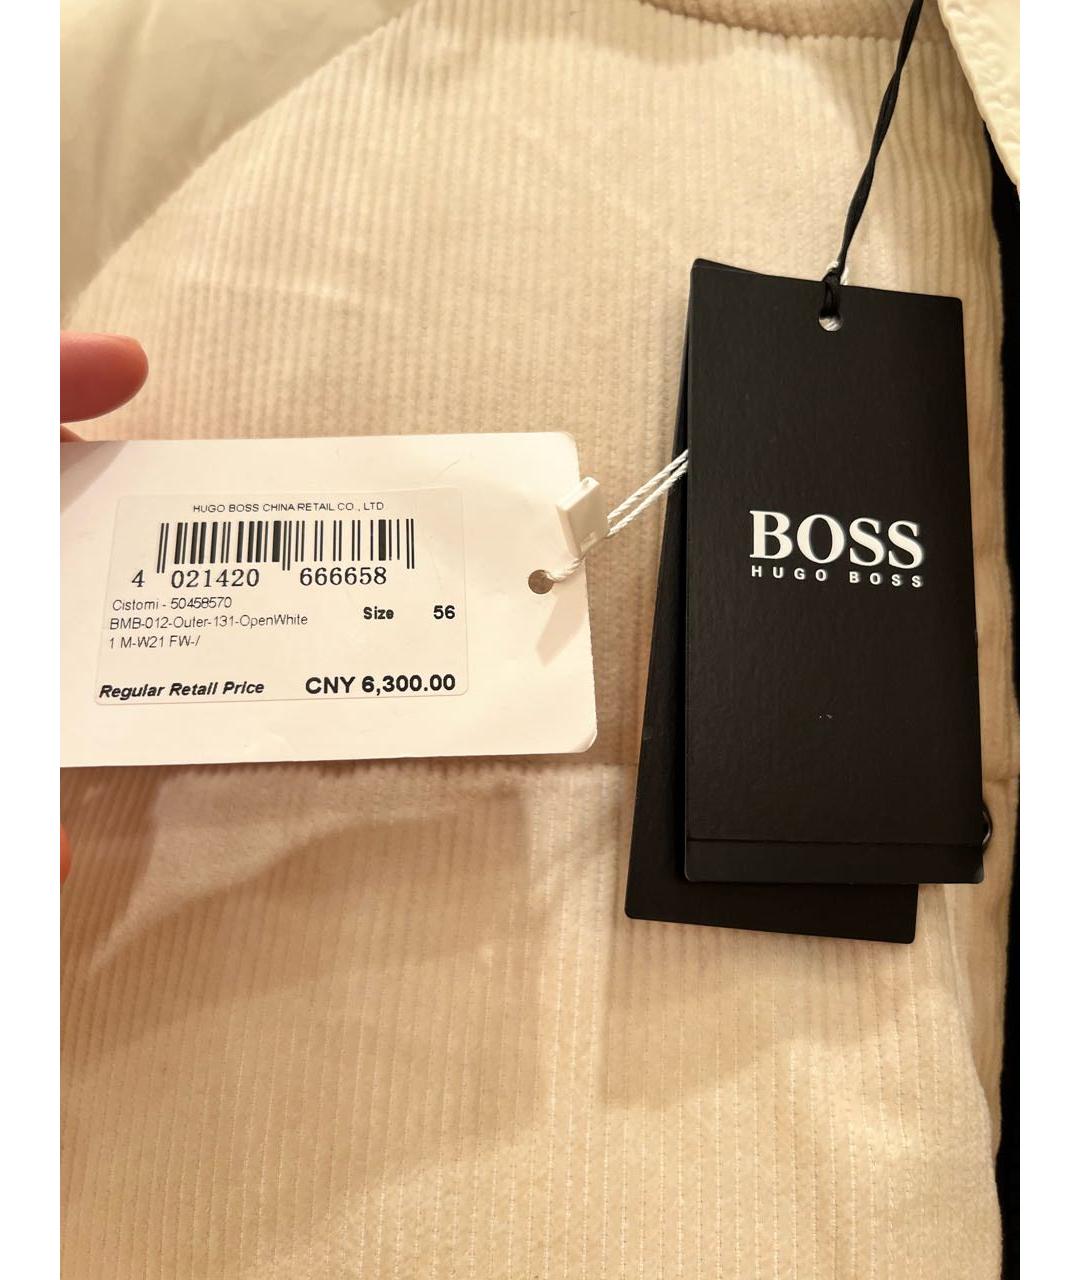 HUGO BOSS CHINA RETAIL CO., LTD
4 021420 666658
Cistomi - 50458570
BMB-012-Outer-131-OpenWhite
1 M-W21 FW-/
Size 56
Regular Retail Price CNY 6,300.00
BOSS
HUGO BOSS